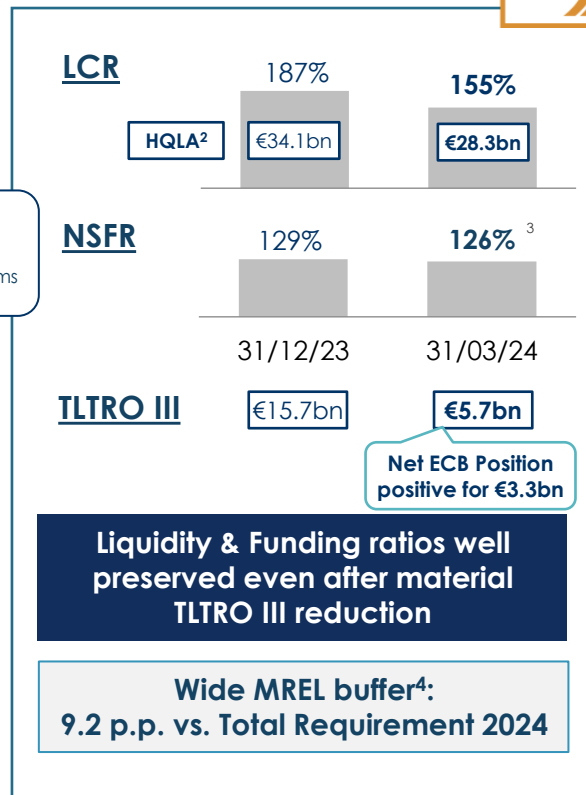 LCR
187%
155%
HQLA²
€34.1bn
€28.3bn
ms
NSFR
129%
126% ³
31/12/23
31/03/24
TLTRO III
€15.7bn
€5.7bn
Net ECB Position
positive for €3.3bn
Liquidity & Funding ratios well
preserved even after material
TLTRO III reduction
Wide MREL buffer⁴:
9.2 p.p. vs. Total Requirement 2024